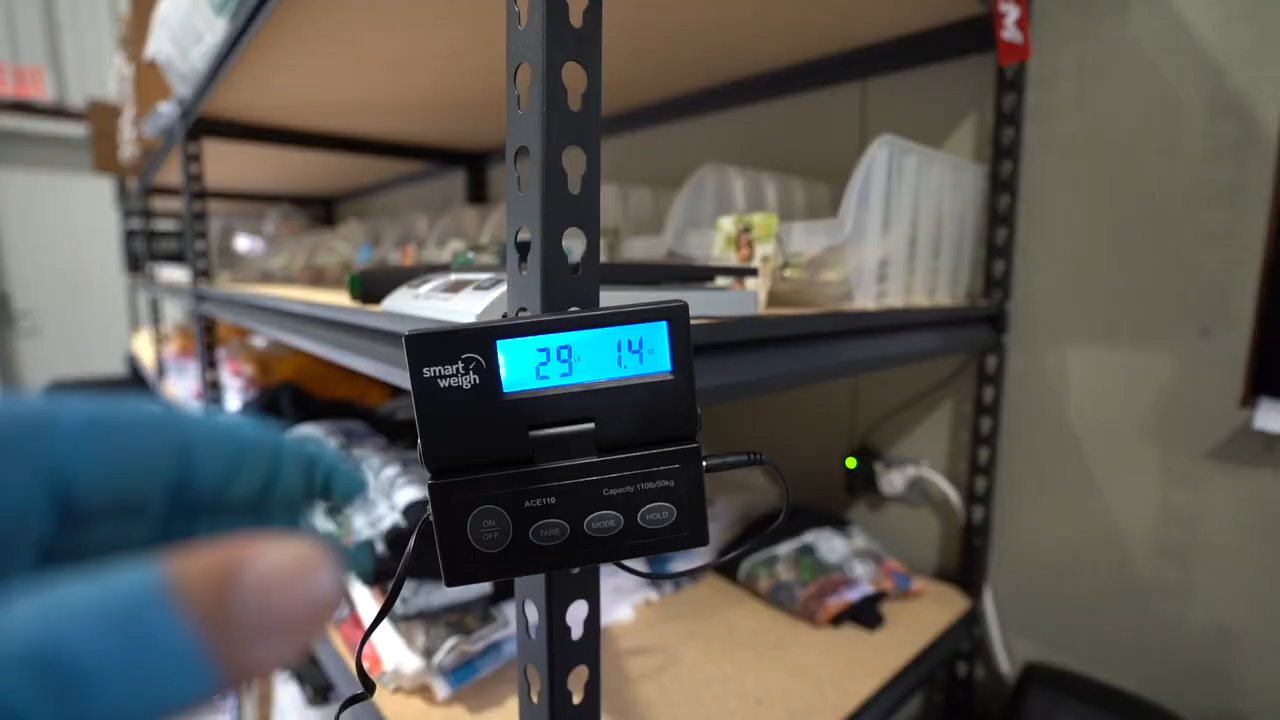 M
smart
weigh
29 LB 1.4 OZ
ACE110
Capacity:110lb/50kg
ON
OFF
TARE
MODE
HOLD